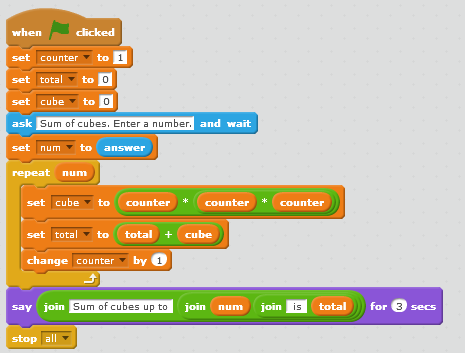 when clicked
set counter to 1
set total to 0
set cube to 0
ask Sum of cubes. Enter a number. and wait
set num to answer
repeat num
set cube to counter * counter * counter
set total to total + cube
change counter by 1
say join Sum of cubes up to join num join is total for 3 secs
stop all